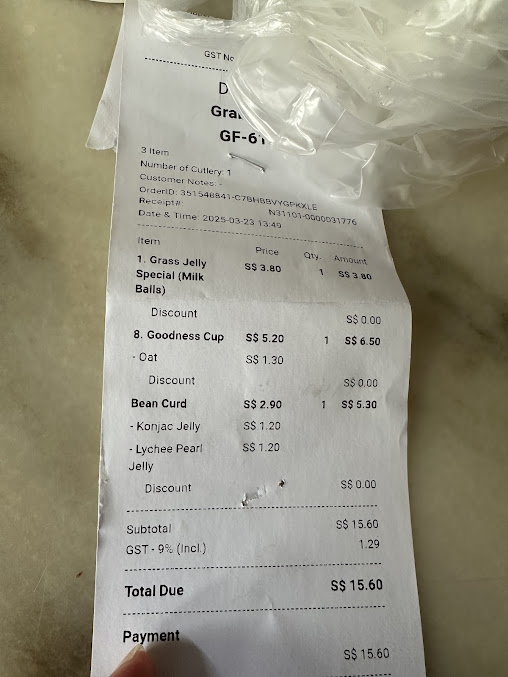 GST No
D
Gra
GF-61
3 Item
Number of Cutlery: 1
Customer Notes: -
OrderID: 351548841-C7BHBBVYGPKXLE
Receipt#: N31101-0000031776
Date & Time: 2025-03-23 13:49
Item Price Qty. Amount
1. Grass Jelly S$ 3.80 1 S$ 3.80
Special (Milk
Balls)
Discount S$ 0.00
8. Goodness Cup S$ 5.20 1 S$ 6.50
- Oat S$ 1.30
Discount S$ 0.00
Bean Curd S$ 2.90 1 S$ 5.30
- Konjac Jelly S$ 1.20
- Lychee Pearl S$ 1.20
Jelly
Discount S$ 0.00
Subtotal S$ 15.60
GST - 9% (Incl.) 1.29
Total Due S$ 15.60
Payment
S$ 15.60